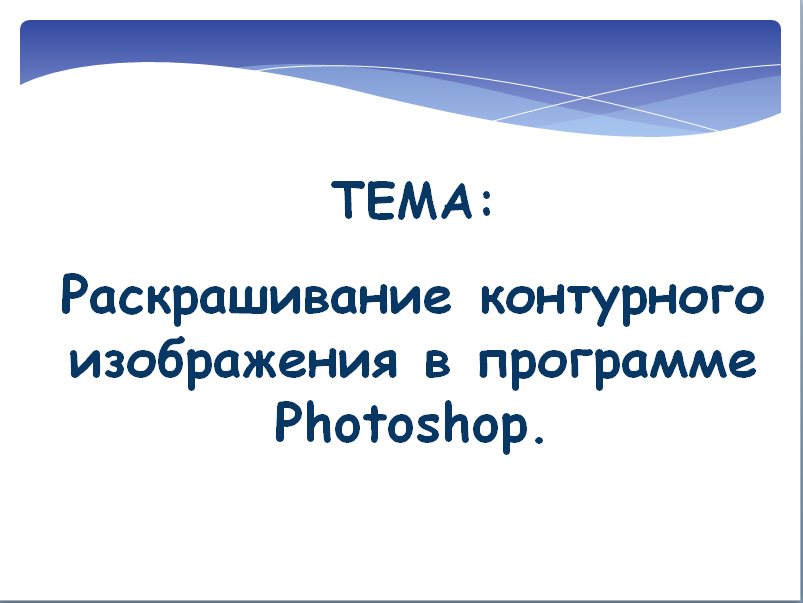 ТЕМА:
Раскрашивание контурного
изображения в программе
Photoshop.